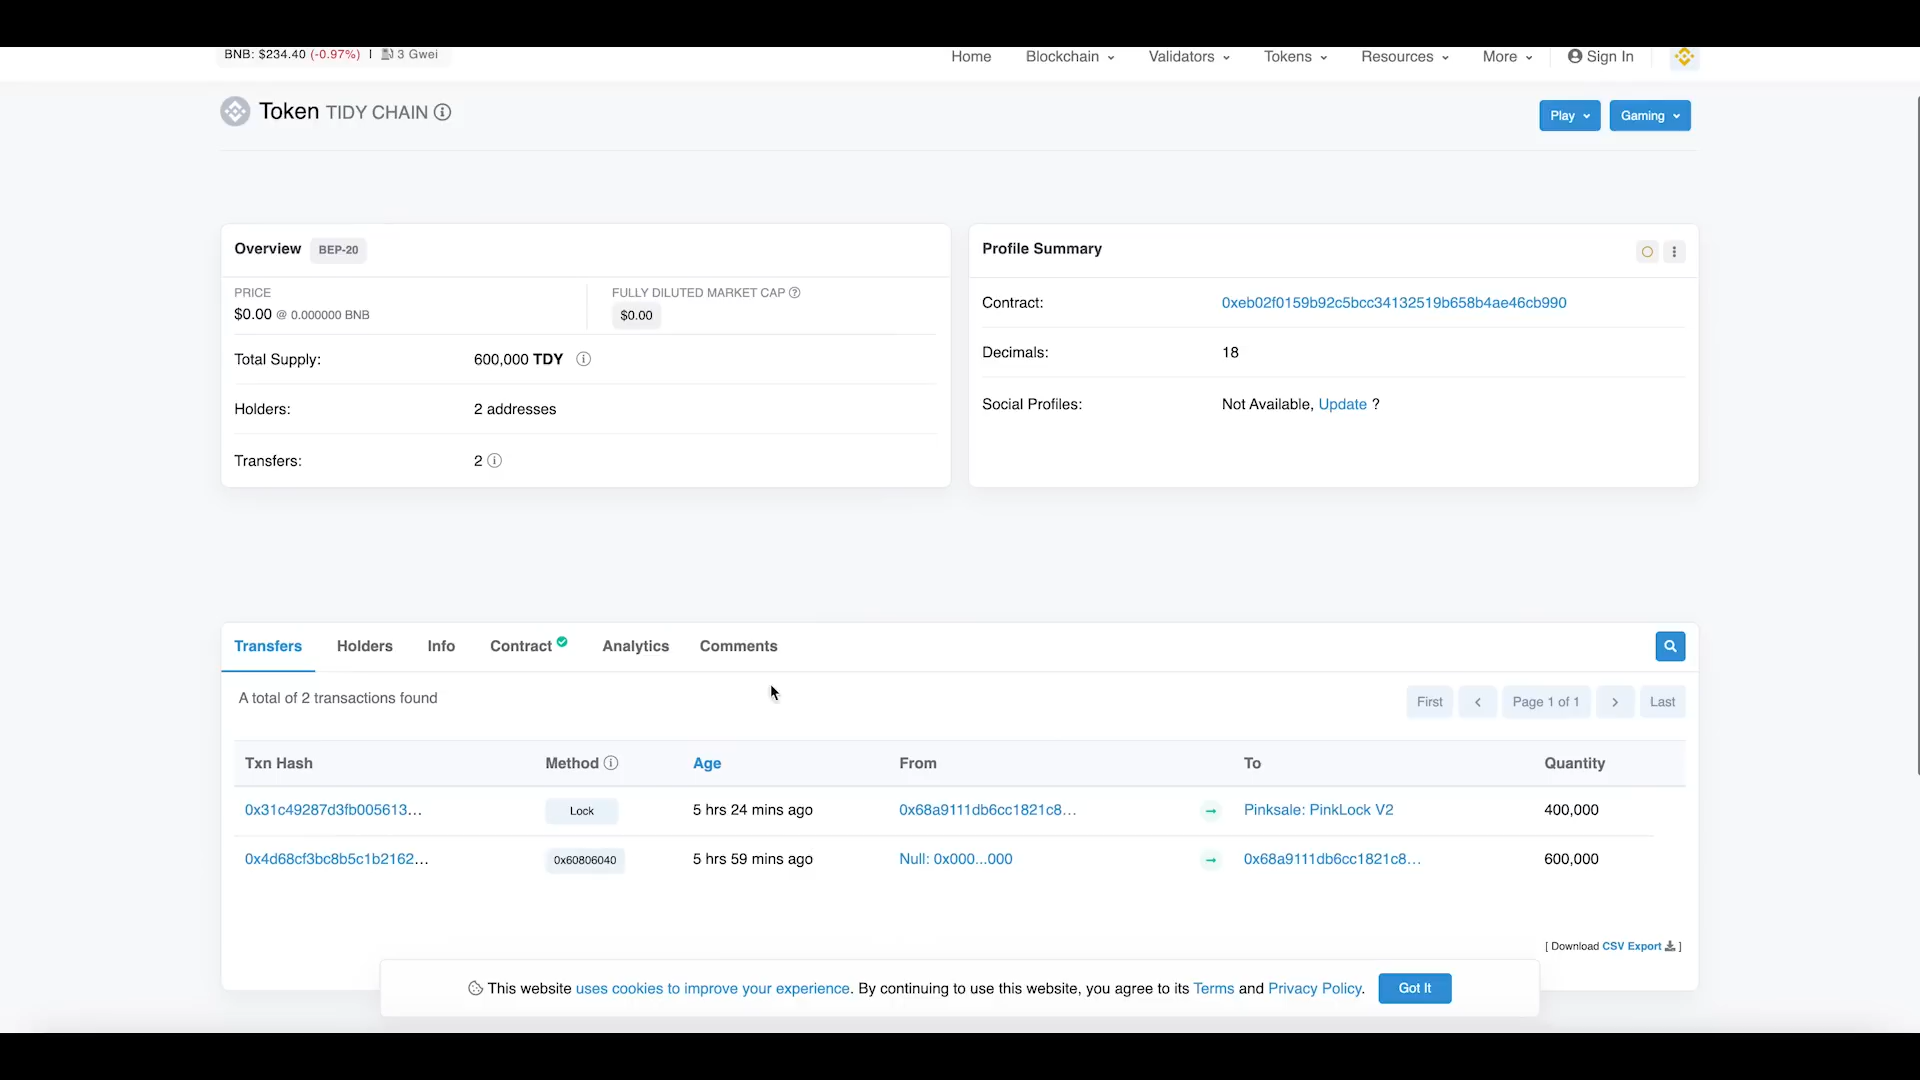 BNB: $234.40 (-0.97%) | 3 Gwei
Home Blockchain Validators Tokens Resources More Sign In
Token TIDY CHAIN
Play Gaming
Overview BEP-20
PRICE
$0.00 @ 0.000000 BNB
FULLY DILUTED MARKET CAP
$0.00
Total Supply: 600,000 TDY
Holders: 2 addresses
Transfers: 2
Profile Summary
Contract: 0xeb02f0159b92c5bcc34132519b658b4ae46cb990
Decimals: 18
Social Profiles: Not Available, Update ?
Transfers Holders Info Contract Analytics Comments
A total of 2 transactions found
First < Page 1 of 1 > Last
Txn Hash Method Age From To Quantity
0x31c49287d3fb005613... Lock 5 hrs 24 mins ago 0x68a9111db6cc1821c8... Pinksale: PinkLock V2 400,000
0x4d68cf3bc8b5c1b2162... 0x60806040 5 hrs 59 mins ago Null: 0x000...000 0x68a9111db6cc1821c8... 600,000
[ Download CSV Export ]
This website uses cookies to improve your experience. By continuing to use this website, you agree to its Terms and Privacy Policy. Got It